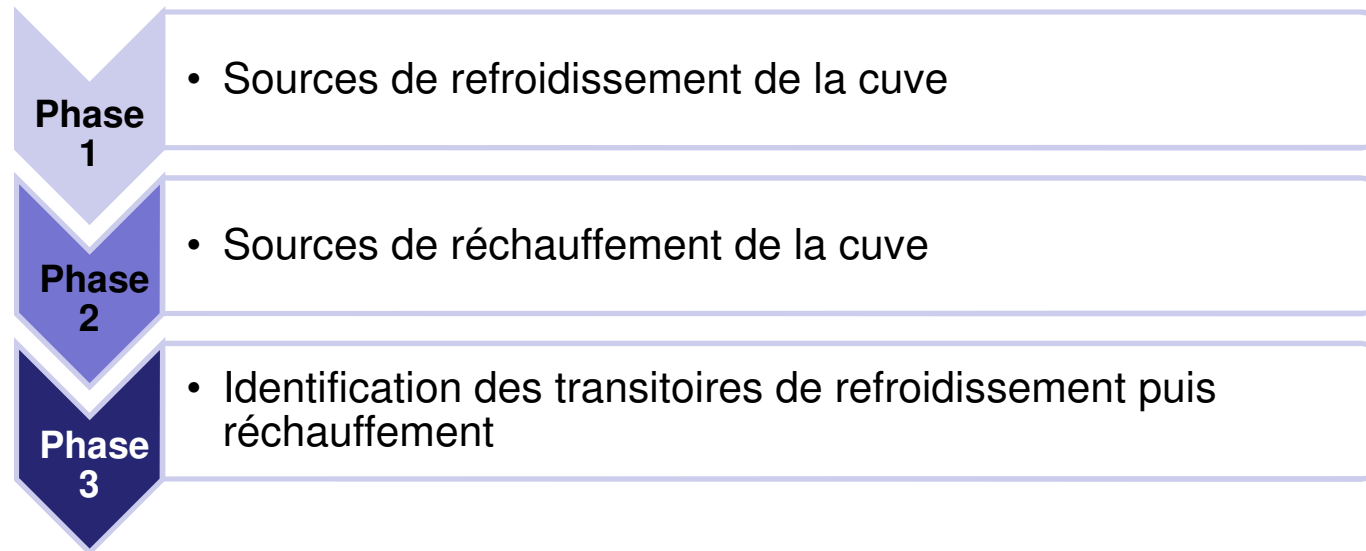 Phase
1
• Sources de refroidissement de la cuve
Phase
2
• Sources de réchauffement de la cuve
Phase
3
• Identification des transitoires de refroidissement puis
réchauffement